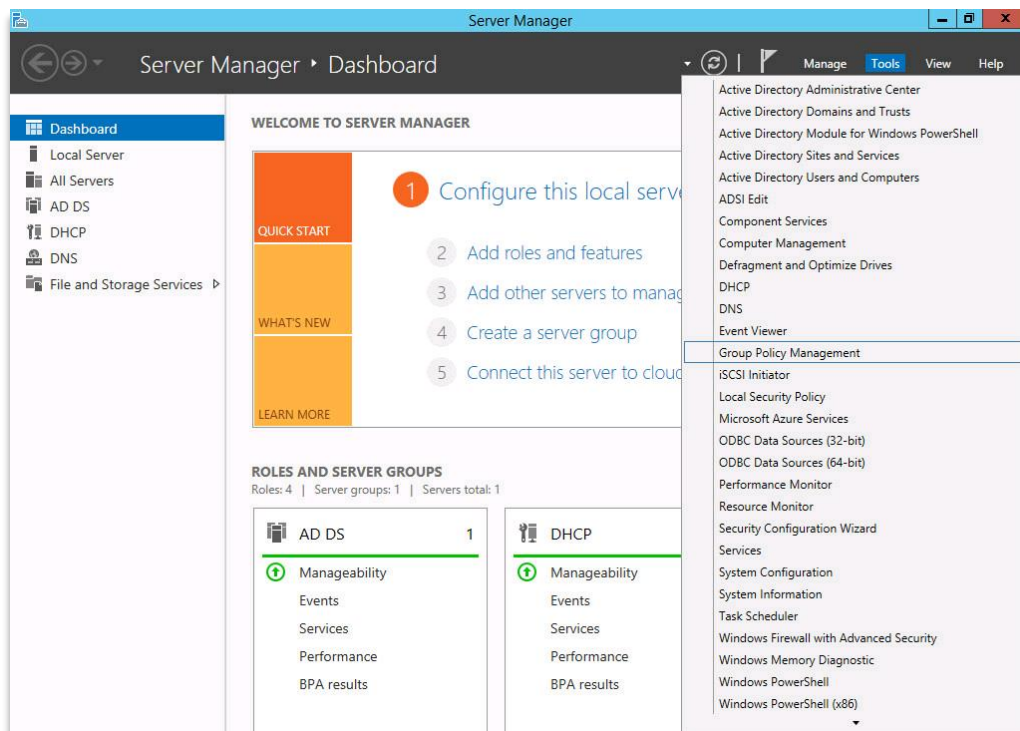 Server Manager
Server Manager ‣ Dashboard
Manage Tools View Help
Dashboard
Local Server
All Servers
AD DS
DHCP
DNS
File and Storage Services
WELCOME TO SERVER MANAGER
QUICK START
WHAT'S NEW
LEARN MORE
1 Configure this local serv
2 Add roles and features
3 Add other servers to manag
4 Create a server group
5 Connect this server to cloud
ROLES AND SERVER GROUPS
Roles: 4 | Server groups: 1 | Servers total: 1
AD DS 1
Manageability
Events
Services
Performance
BPA results
DHCP
Manageability
Events
Services
Performance
BPA results
Active Directory Administrative Center
Active Directory Domains and Trusts
Active Directory Module for Windows PowerShell
Active Directory Sites and Services
Active Directory Users and Computers
ADSI Edit
Component Services
Computer Management
Defragment and Optimize Drives
DHCP
DNS
Event Viewer
Group Policy Management
iSCSI Initiator
Local Security Policy
Microsoft Azure Services
ODBC Data Sources (32-bit)
ODBC Data Sources (64-bit)
Performance Monitor
Resource Monitor
Security Configuration Wizard
Services
System Configuration
System Information
Task Scheduler
Windows Firewall with Advanced Security
Windows Memory Diagnostic
Windows PowerShell
Windows PowerShell (x86)